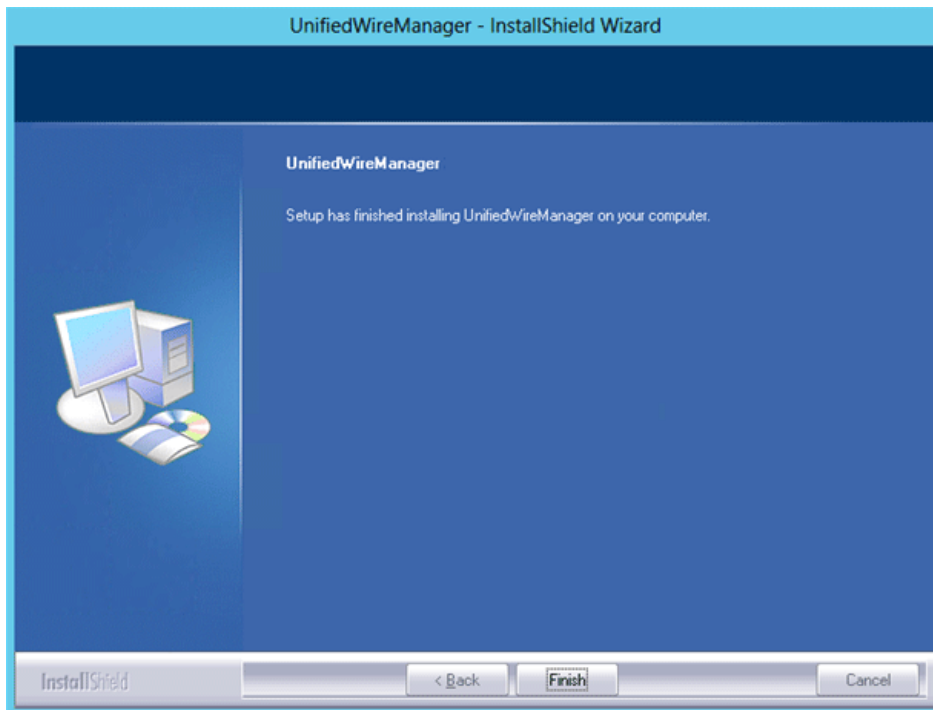 UnifiedWireManager - InstallShield Wizard
UnifiedWireManager
Setup has finished installing UnifiedWireManager on your computer.
InstallShield
< Back
Finish
Cancel